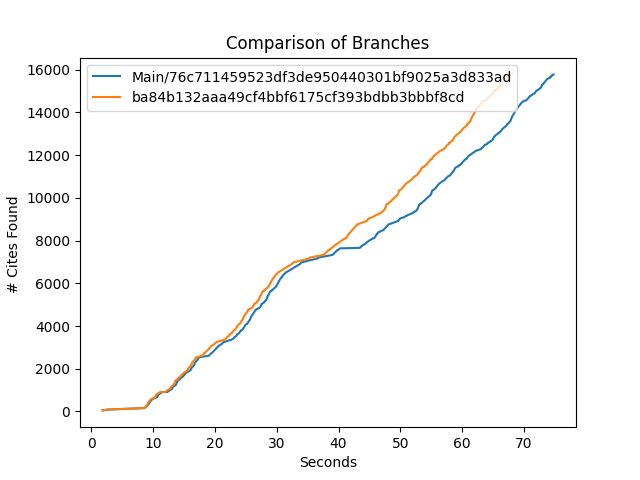 Comparison of Branches
Main/76c711459523df3de950440301bf9025a3d833ad
ba84b132aaa49cf4bbf6175cf393bdbb3bbbf8cd
# Cites Found
16000
14000
12000
10000
8000
6000
4000
2000
0
0 10 20 30 40 50 60 70
Seconds